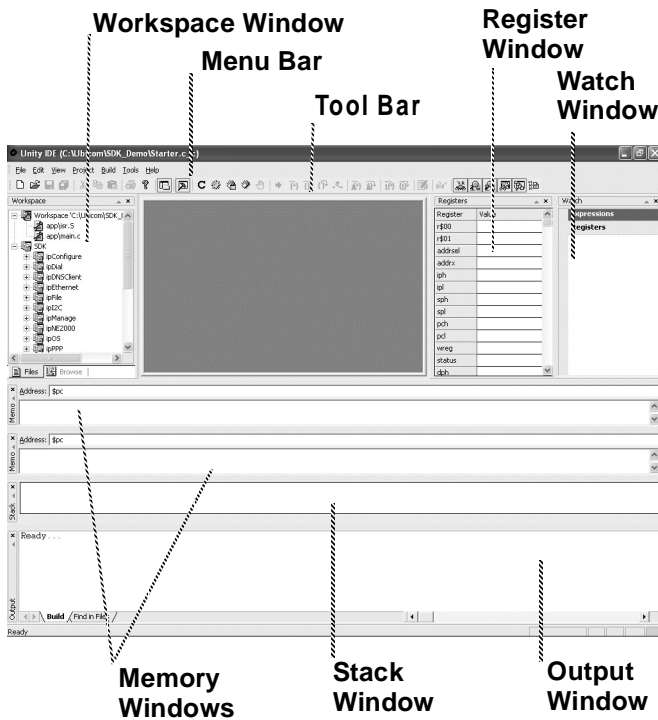 Workspace Window
Menu Bar
Tool Bar
Register
Window
Watch
Window
Unity IDE (C:\Ubicom\SDK_Demo\Starter.c
File Edit View Project Build Tools Help
Workspace
Workspace 'C:\Ubicom\SDK_
app\isr.S
app\main.c
SDK
ipConfigure
ipDial
ipDNSClient
ipEthernet
ipFile
ipI2C
ipManage
ipNE2000
ipOS
ipPPP
Files Browse
Registers
Register Value
r$00
r$01
addrsel
addrx
iph
ipl
sph
spl
pch
pcl
wreg
status
dph
Watch
Expressions
Registers
Memo
Address: $pc
Memo
Address: $pc
Stack
Output
Ready...
Build Find in File
Ready
Memory
Windows
Stack
Window
Output
Window